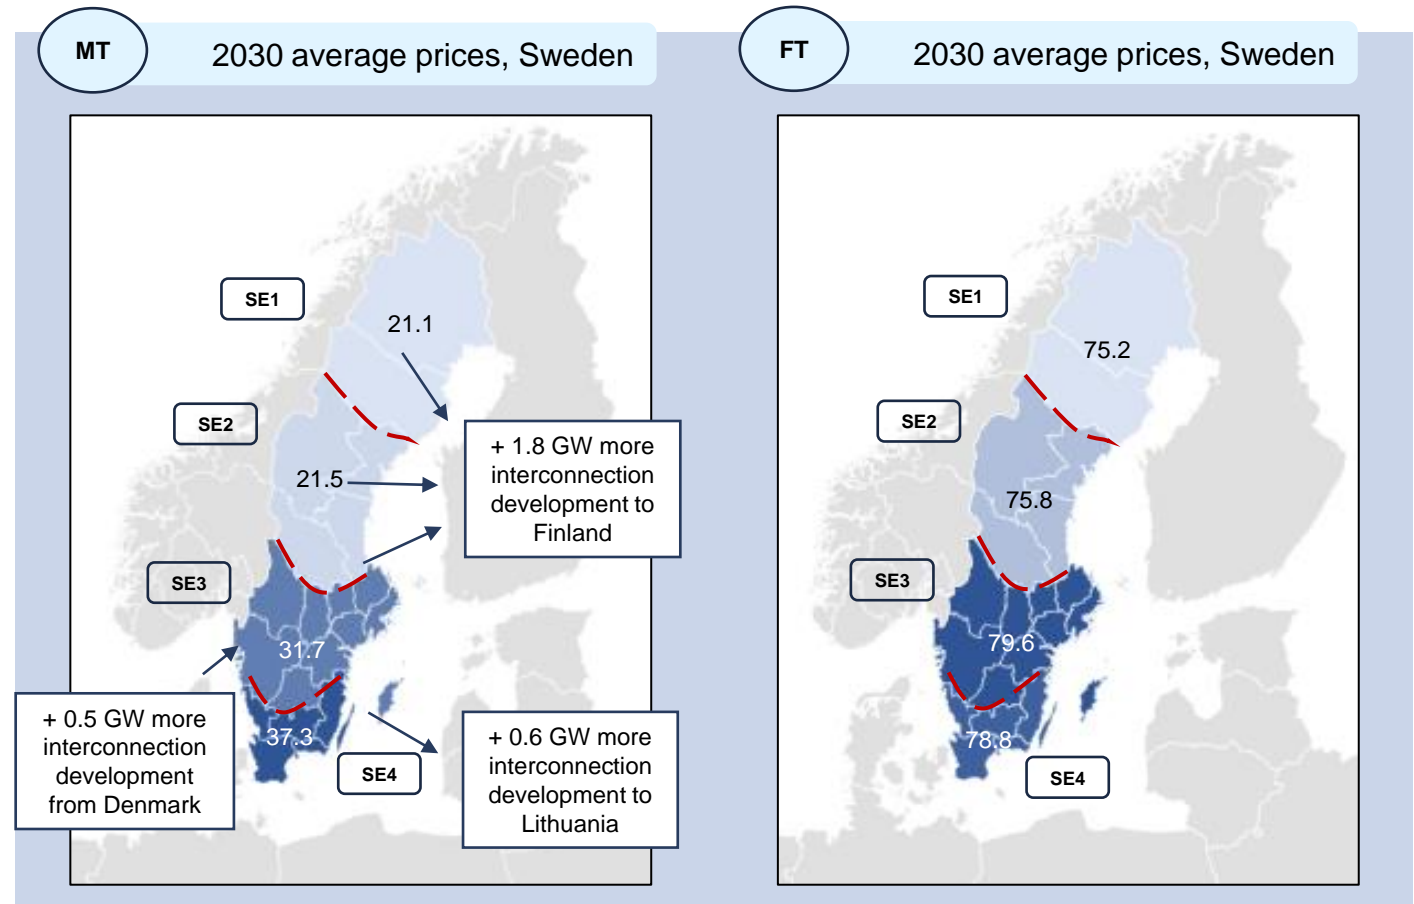 MT
2030 average prices, Sweden
SE1
21.1
SE2
+ 1.8 GW more
interconnection
development to
Finland
21.5
SE3
31.7
+ 0.5 GW more
interconnection
development
from Denmark
37.3
+ 0.6 GW more
interconnection
development to
Lithuania
SE4
FT
2030 average prices, Sweden
SE1
75.2
SE2
75.8
SE3
79.6
78.8
SE4